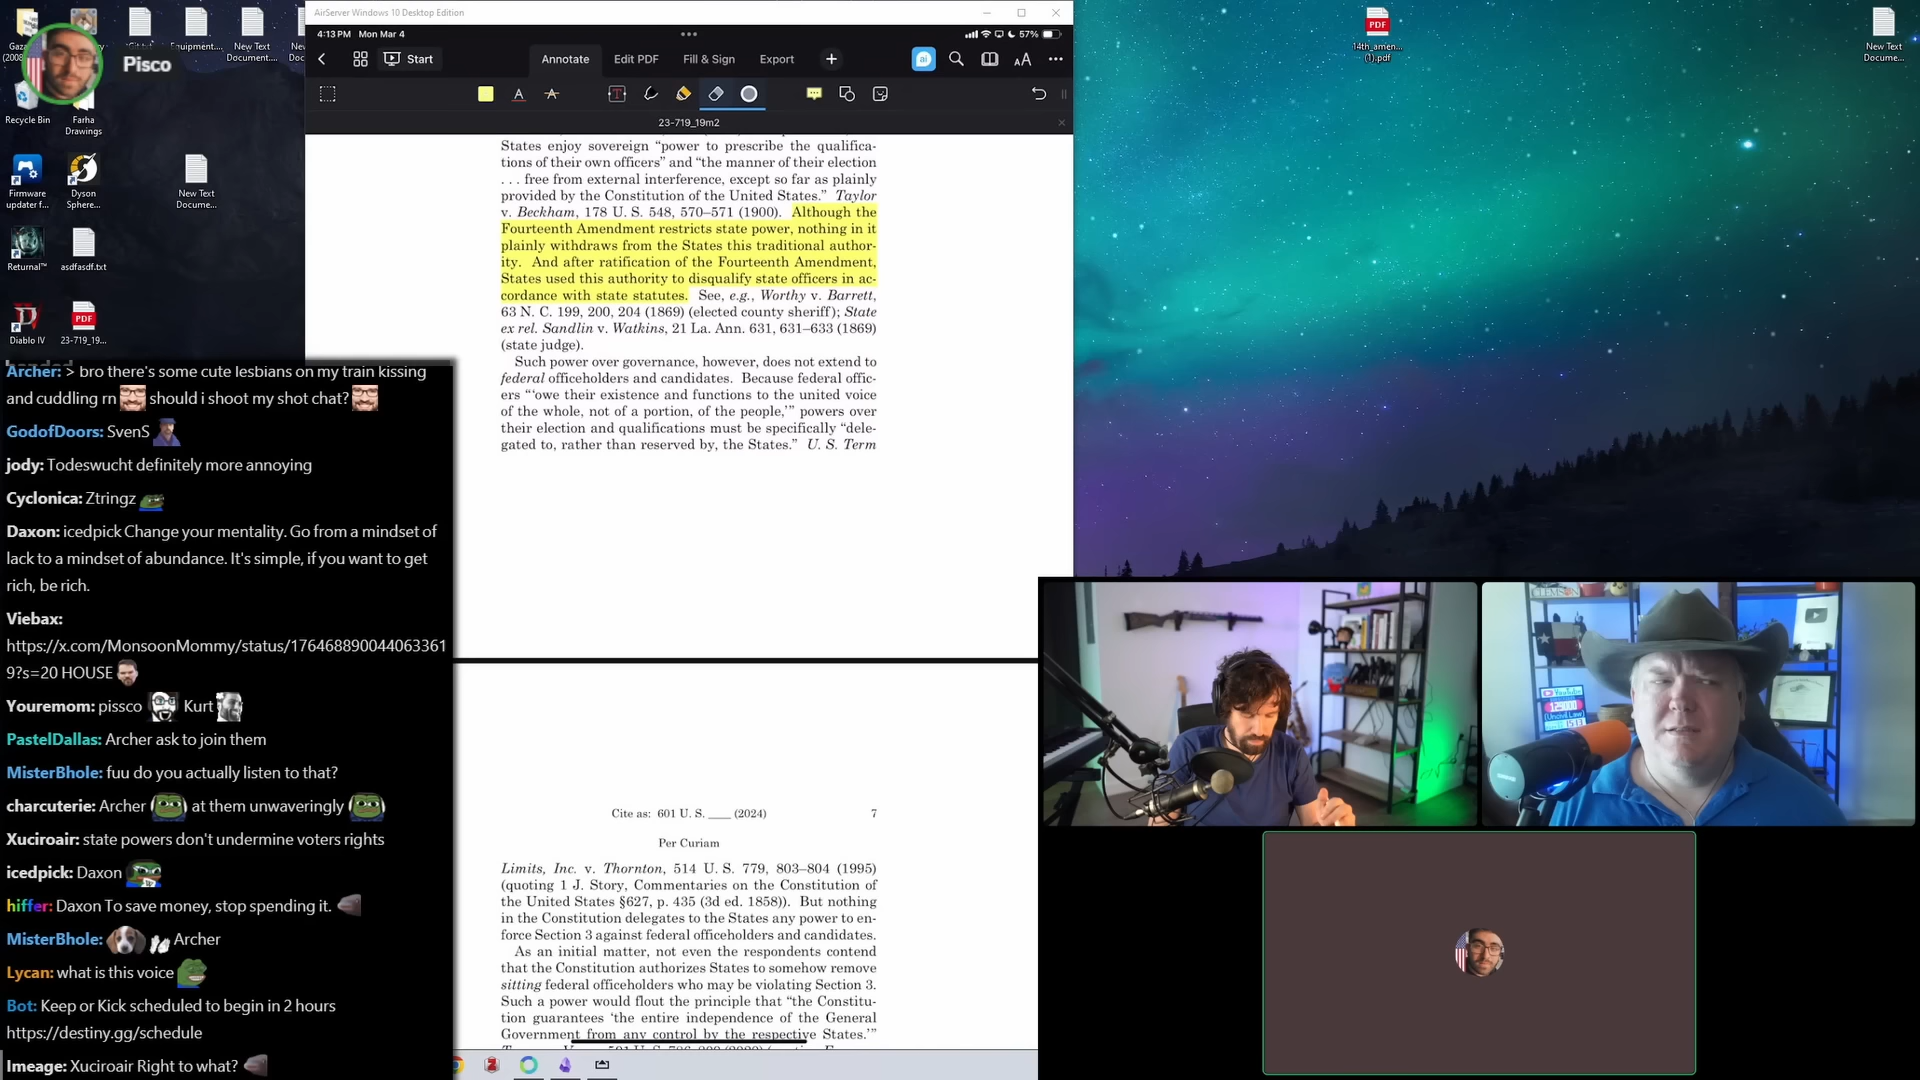 AirServer Windows 10 Desktop Edition
4:13 PM Mon Mar 4
57%
Start
Annotate
Edit PDF
Fill & Sign
Export
ai
AA
A
A
T
23-719_19m2
States enjoy sovereign “power to prescribe the qualifica-
tions of their own officers” and “the manner of their election
. . . free from external interference, except so far as plainly
provided by the Constitution of the United States.” Taylor
v. Beckham, 178 U. S. 548, 570–571 (1900). Although the
Fourteenth Amendment restricts state power, nothing in it
plainly withdraws from the States this traditional author-
ity. And after ratification of the Fourteenth Amendment,
States used this authority to disqualify state officers in ac-
cordance with state statutes. See, e.g., Worthy v. Barrett,
63 N. C. 199, 200, 204 (1869) (elected county sheriff); State
ex rel. Sandlin v. Watkins, 21 La. Ann. 631, 631–633 (1869)
(state judge).
Such power over governance, however, does not extend to
federal officeholders and candidates. Because federal offic-
ers “‘owe their existence and functions to the united voice
of the whole, not of a portion, of the people,’” powers over
their election and qualifications must be specifically “dele-
gated to, rather than reserved by, the States.” U. S. Term
Cite as: 601 U. S. ____ (2024) 7
Per Curiam
Limits, Inc. v. Thornton, 514 U. S. 779, 803–804 (1995)
(quoting 1 J. Story, Commentaries on the Constitution of
the United States §627, p. 435 (3d ed. 1858)). But nothing
in the Constitution delegates to the States any power to en-
force Section 3 against federal officeholders and candidates.
As an initial matter, not even the respondents contend
that the Constitution authorizes States to somehow remove
sitting federal officeholders who may be violating Section 3.
Such a power would flout the principle that “the Constitu-
tion guarantees ‘the entire independence of the General
Government from any control by the respective States.’”
Pisco
Equipment....
New Text
Document....
Recycle Bin
Farha
Drawings
Firmware
updater f...
Dyson
Sphere...
New Text
Docume...
Returnal™
asdfasdf.txt
Diablo IV
PDF
23-719_19...
PDF
14th_amen...
(1).pdf
New Text
Docume...
Archer: > bro there's some cute lesbians on my train kissing
and cuddling rn should i shoot my shot chat?
GodofDoors: SvenS
jody: Todeswucht definitely more annoying
Cyclonica: Ztringz
Daxon: icedpick Change your mentality. Go from a mindset of
lack to a mindset of abundance. It's simple, if you want to get
rich, be rich.
Viebax:
https://x.com/MonsoonMommy/status/176468890044063361
9?s=20 HOUSE
Youremom: pissco Kurt
PastelDallas: Archer ask to join them
MisterBhole: fuu do you actually listen to that?
charcuterie: Archer at them unwaveringly
Xuciroair: state powers don't undermine voters rights
icedpick: Daxon
hiffer: Daxon To save money, stop spending it.
MisterBhole: Archer
Lycan: what is this voice
Bot: Keep or Kick scheduled to begin in 2 hours
https://destiny.gg/schedule
Imeage: Xuciroair Right to what?
CLEMSON
YouTube